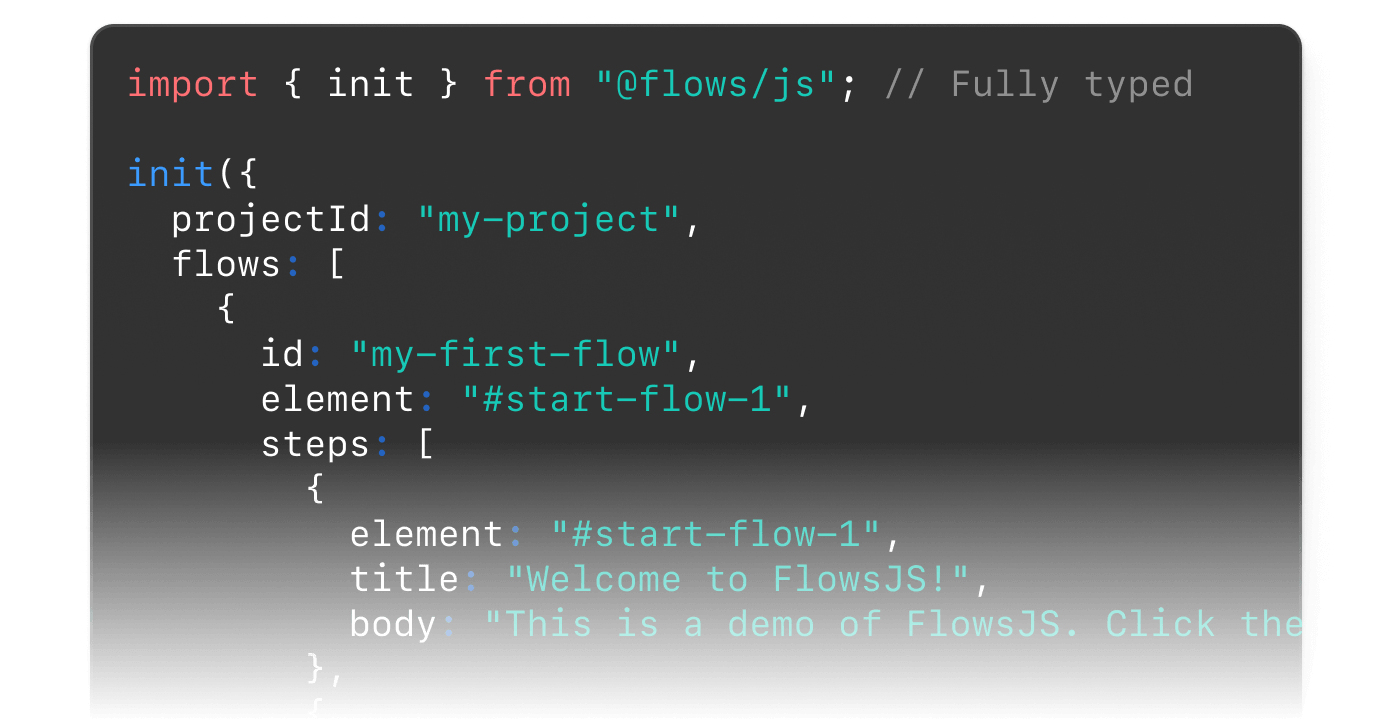 import { init } from "@flows/js"; // Fully typed
init({
  projectId: "my-project",
  flows: [
    {
      id: "my-first-flow",
      element: "#start-flow-1",
      steps: [
        {
          element: "#start-flow-1",
          title: "Welcome to FlowsJS!",
          body: "This is a demo of FlowsJS. Click the
        },
        {